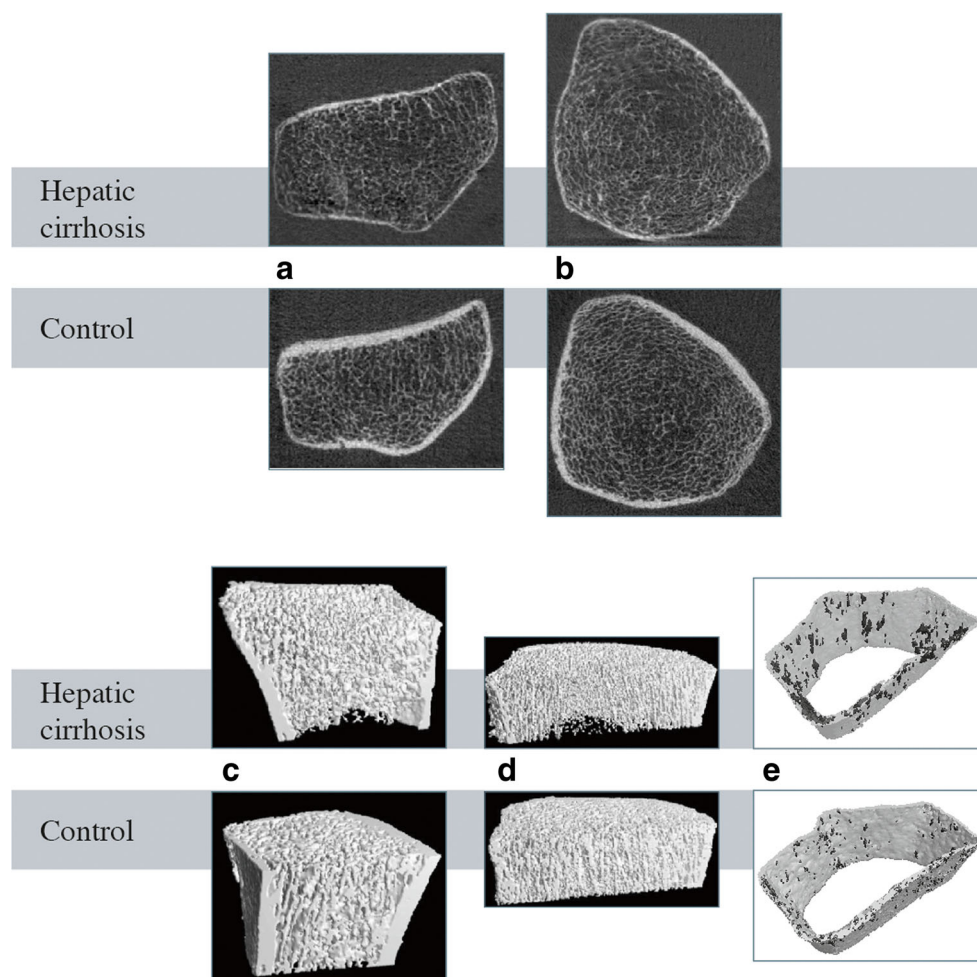 Hepatic
cirrhosis
a
b
Control
Hepatic
cirrhosis
c
d
e
Control